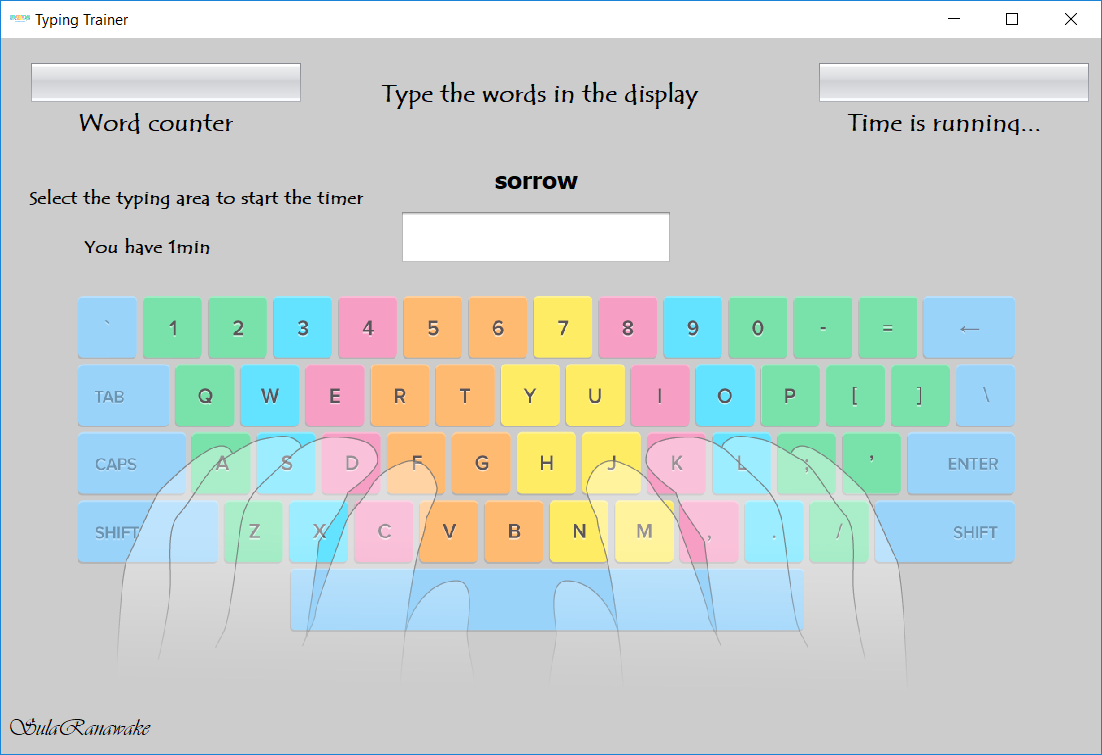 Typing Trainer
Type the words in the display
Word counter
Time is running...
sorrow
Select the typing area to start the timer
You have 1min
` 1 2 3 4 5 6 7 8 9 0 - = ←
TAB Q W E R T Y U I O P [ ] \
CAPS A S D F G H J K L ; ' ENTER
SHIFT Z X C V B N M , . / SHIFT
SulaRanawake